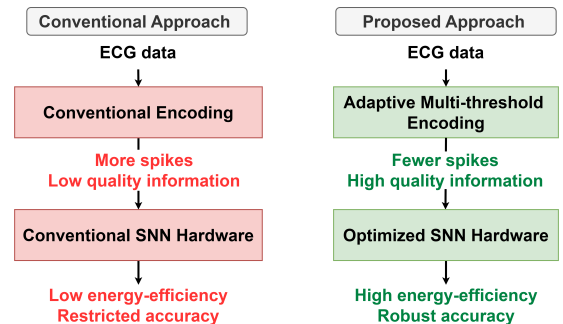 Conventional Approach
ECG data
Conventional Encoding
More spikes
Low quality information
Conventional SNN Hardware
Low energy-efficiency
Restricted accuracy
Proposed Approach
ECG data
Adaptive Multi-threshold
Encoding
Fewer spikes
High quality information
Optimized SNN Hardware
High energy-efficiency
Robust accuracy